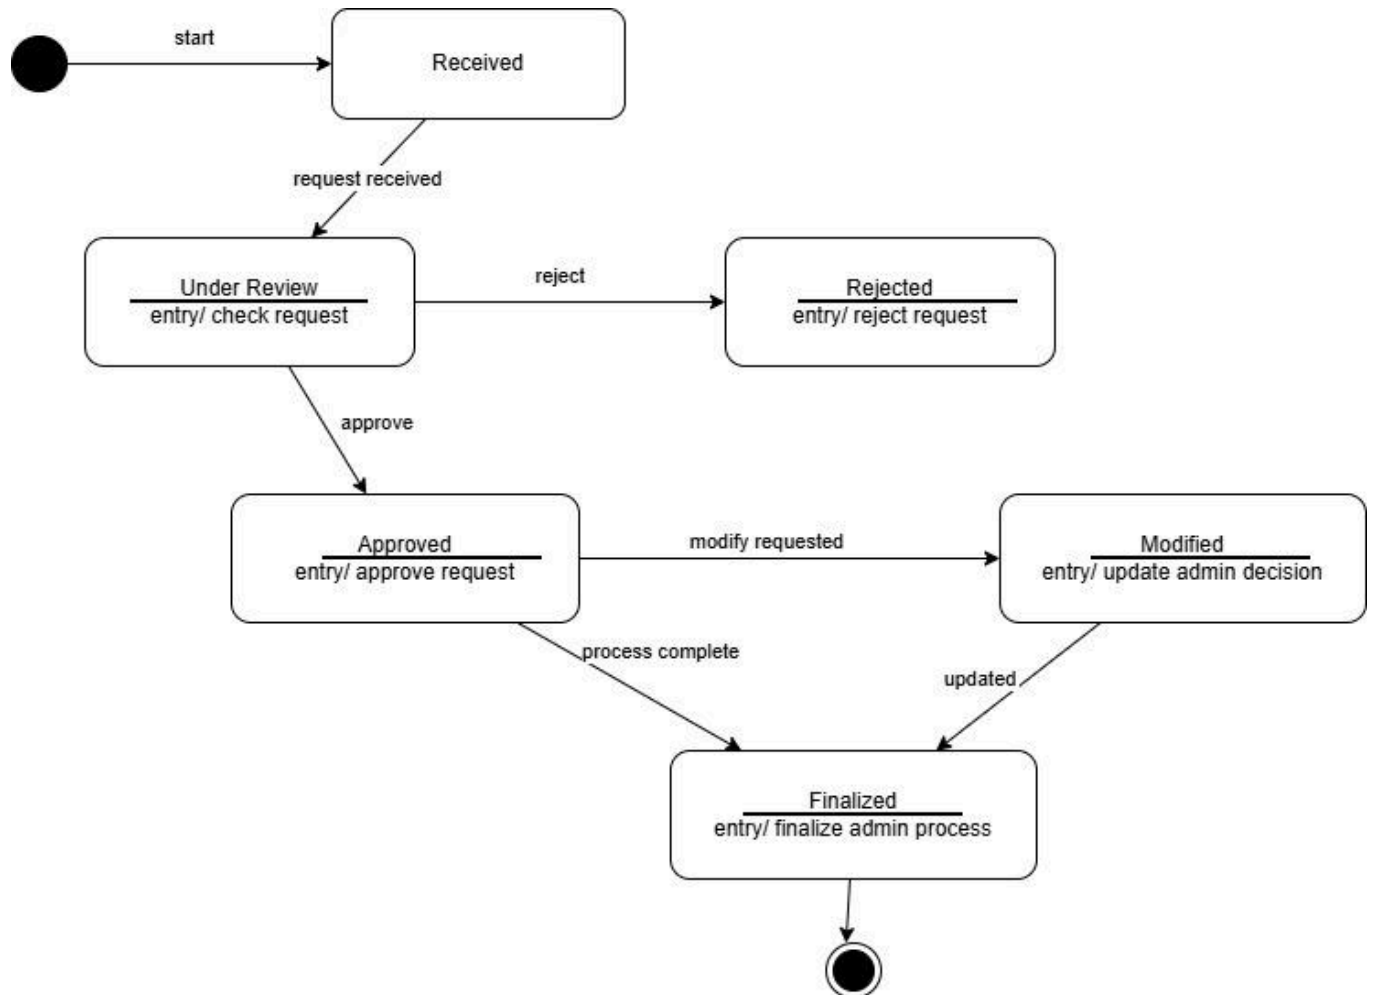 start
Received
request received
Under Review
entry/ check request
reject
Rejected
entry/ reject request
approve
Approved
entry/ approve request
modify requested
Modified
entry/ update admin decision
process complete
updated
Finalized
entry/ finalize admin process